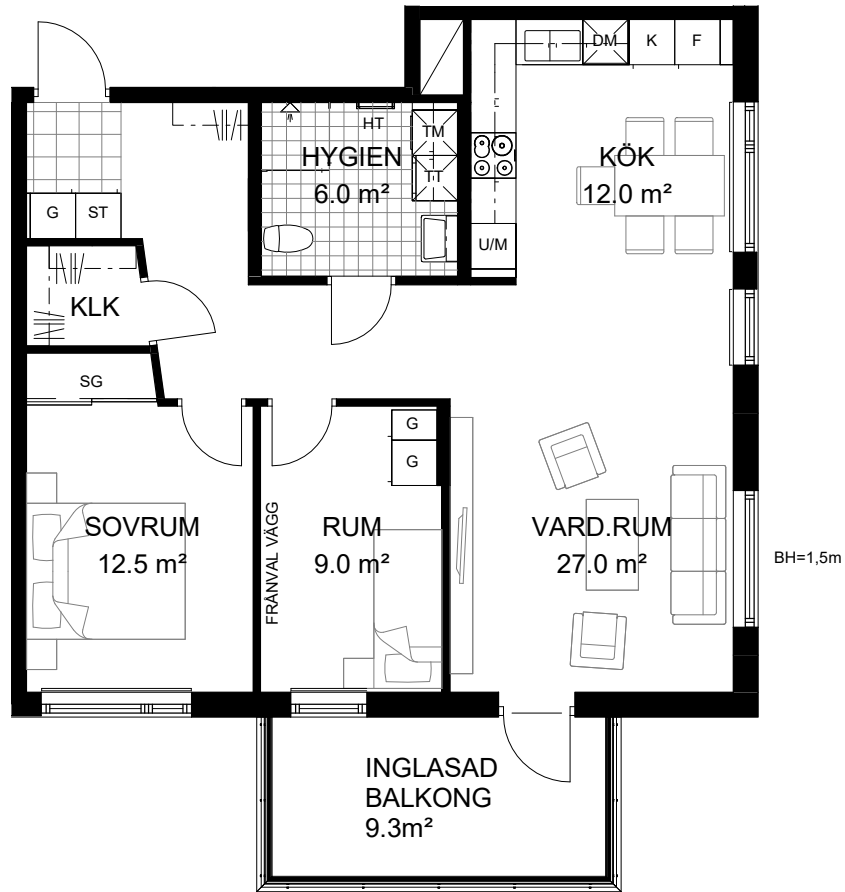 DM
K
F
HT
TM
HYGIEN
6.0 m²
TT
KÖK
12.0 m²
G
ST
U/M
KLK
SG
G
G
SOVRUM
12.5 m²
FRÅNVAL VÄGG
RUM
9.0 m²
VARD.RUM
27.0 m²
BH=1,5m
INGLASAD
BALKONG
9.3m²